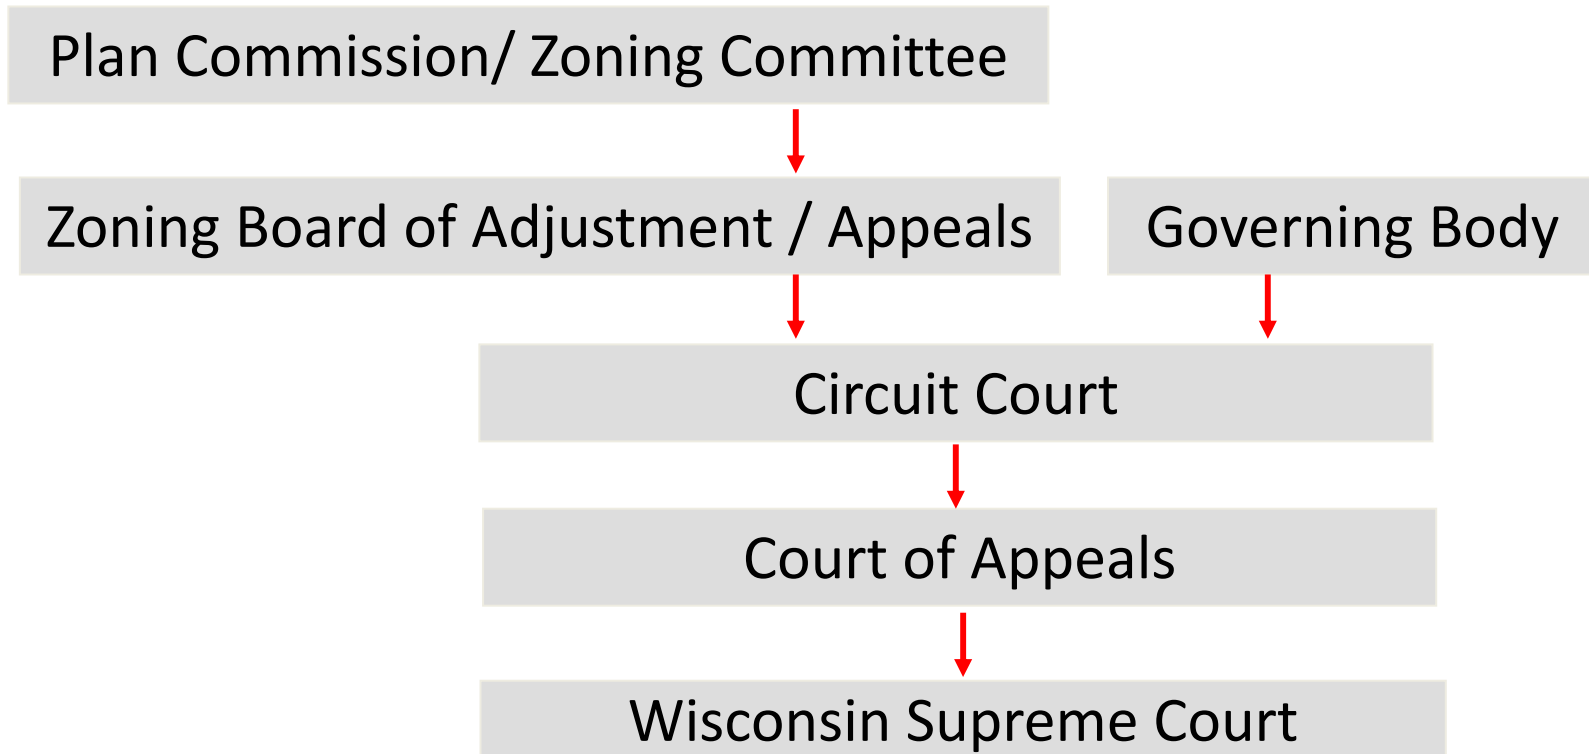 Plan Commission/ Zoning Committee
Zoning Board of Adjustment / Appeals
Governing Body
Circuit Court
Court of Appeals
Wisconsin Supreme Court